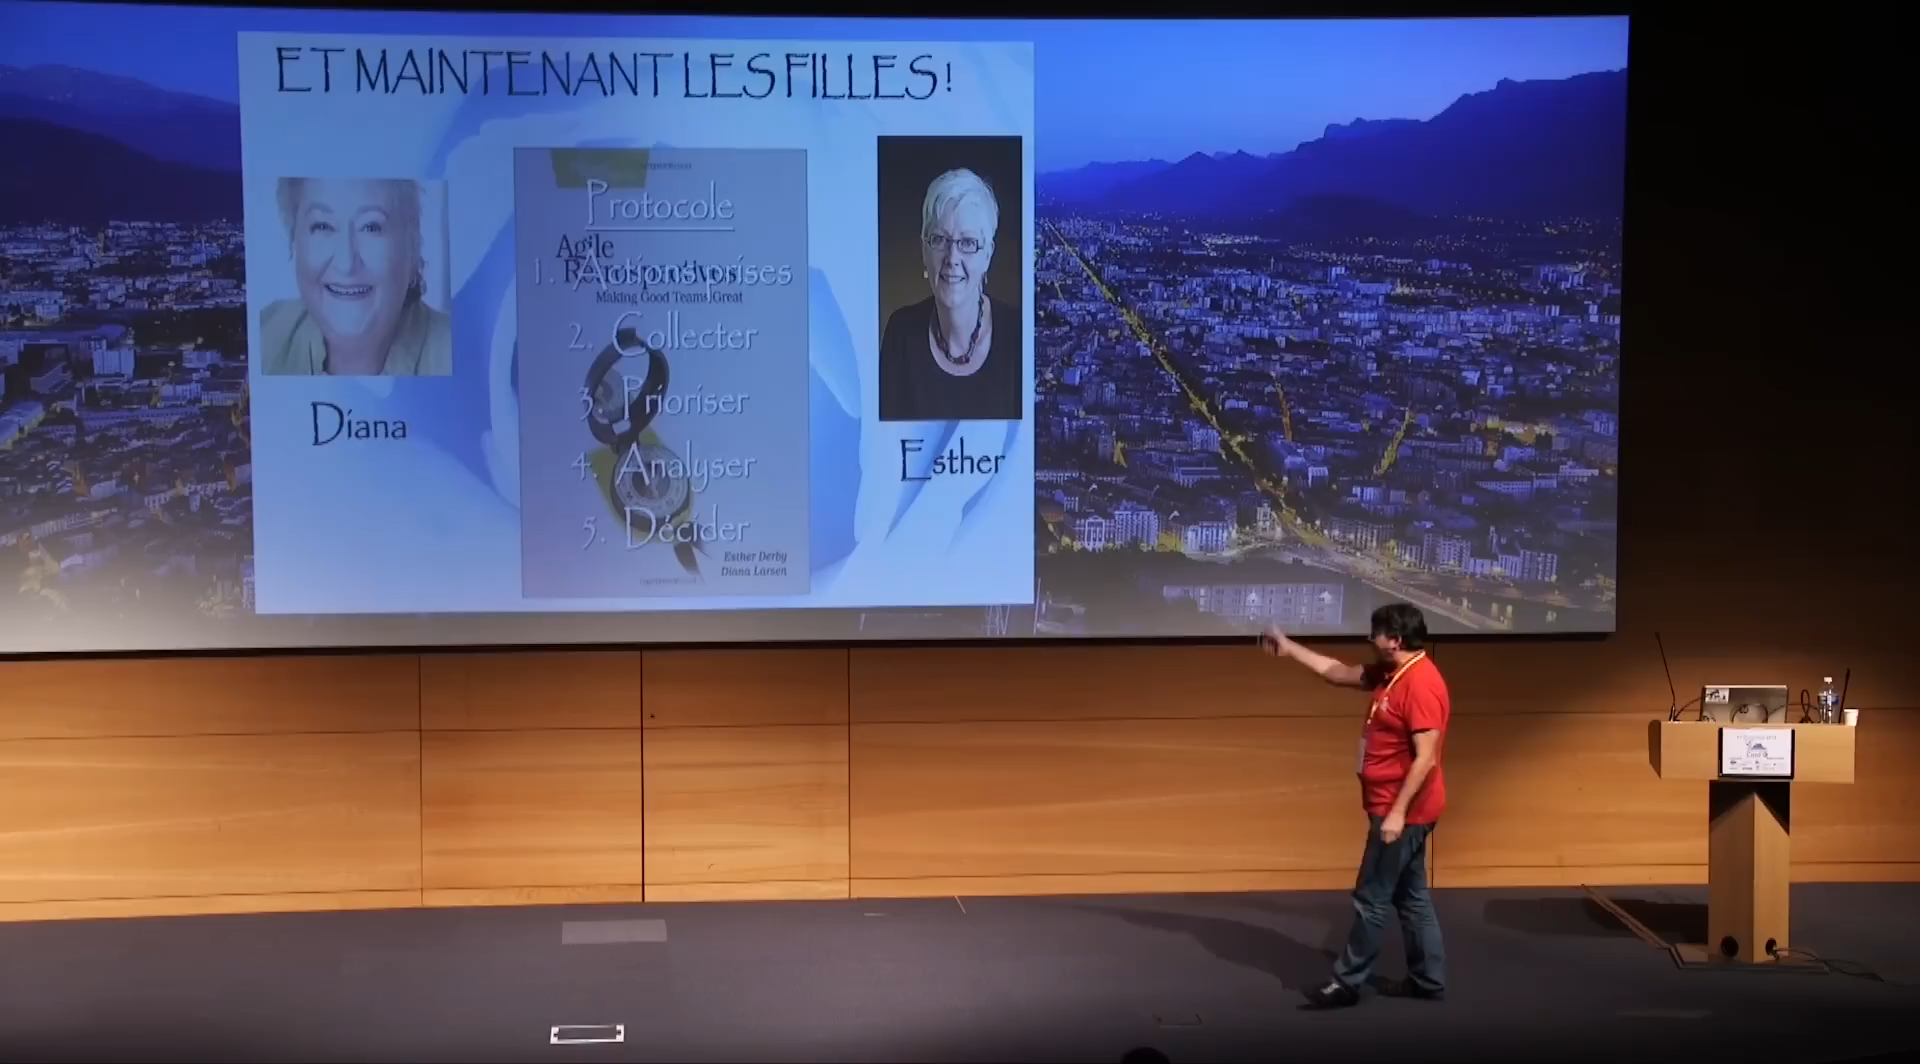 ET MAINTENANT LES FILLES !
Protocole
Agile
Retrospectives
1. Actions prises
Making Good Teams Great
2. Collecter
3. Prioriser
4. Analyser
5. Décider
Esther Derby
Diana Larsen
Diana
Esther